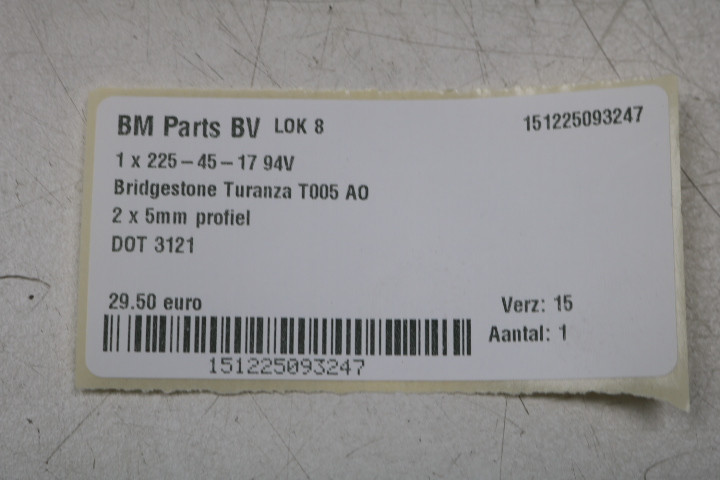 BM Parts BV LOK 8 151225093247
1 x 225-45-17 94V
Bridgestone Turanza T005 AO
2 x 5mm profiel
DOT 3121
29.50 euro Verz: 15
Aantal: 1
151225093247